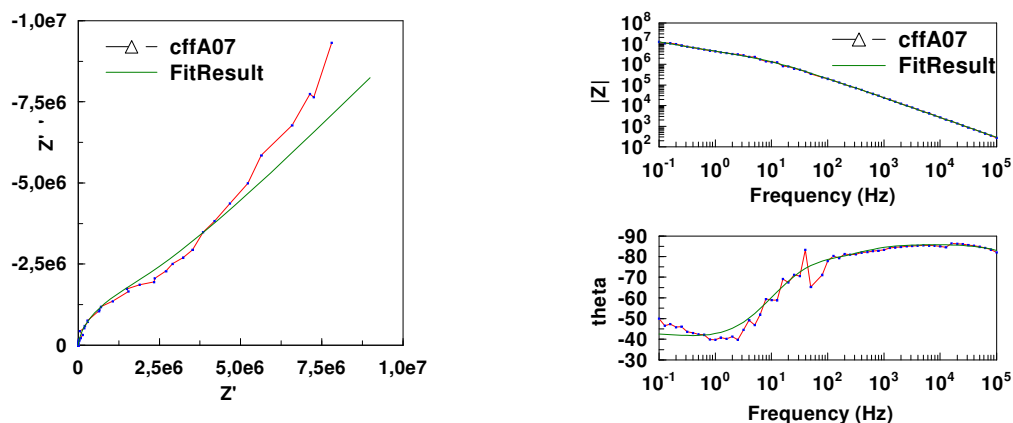 -1,0e7
cffA07
FitResult
-7,5e6
Z''
-5,0e6
-2,5e6
0
0 2,5e6 5,0e6 7,5e6 1,0e7
Z'
10^8
10^7
10^6
10^5
10^4
10^3
10^2
|Z|
cffA07
FitResult
10^-1 10^0 10^1 10^2 10^3 10^4 10^5
Frequency (Hz)
-90
-80
-70
-60
-50
-40
-30
theta
10^-1 10^0 10^1 10^2 10^3 10^4 10^5
Frequency (Hz)